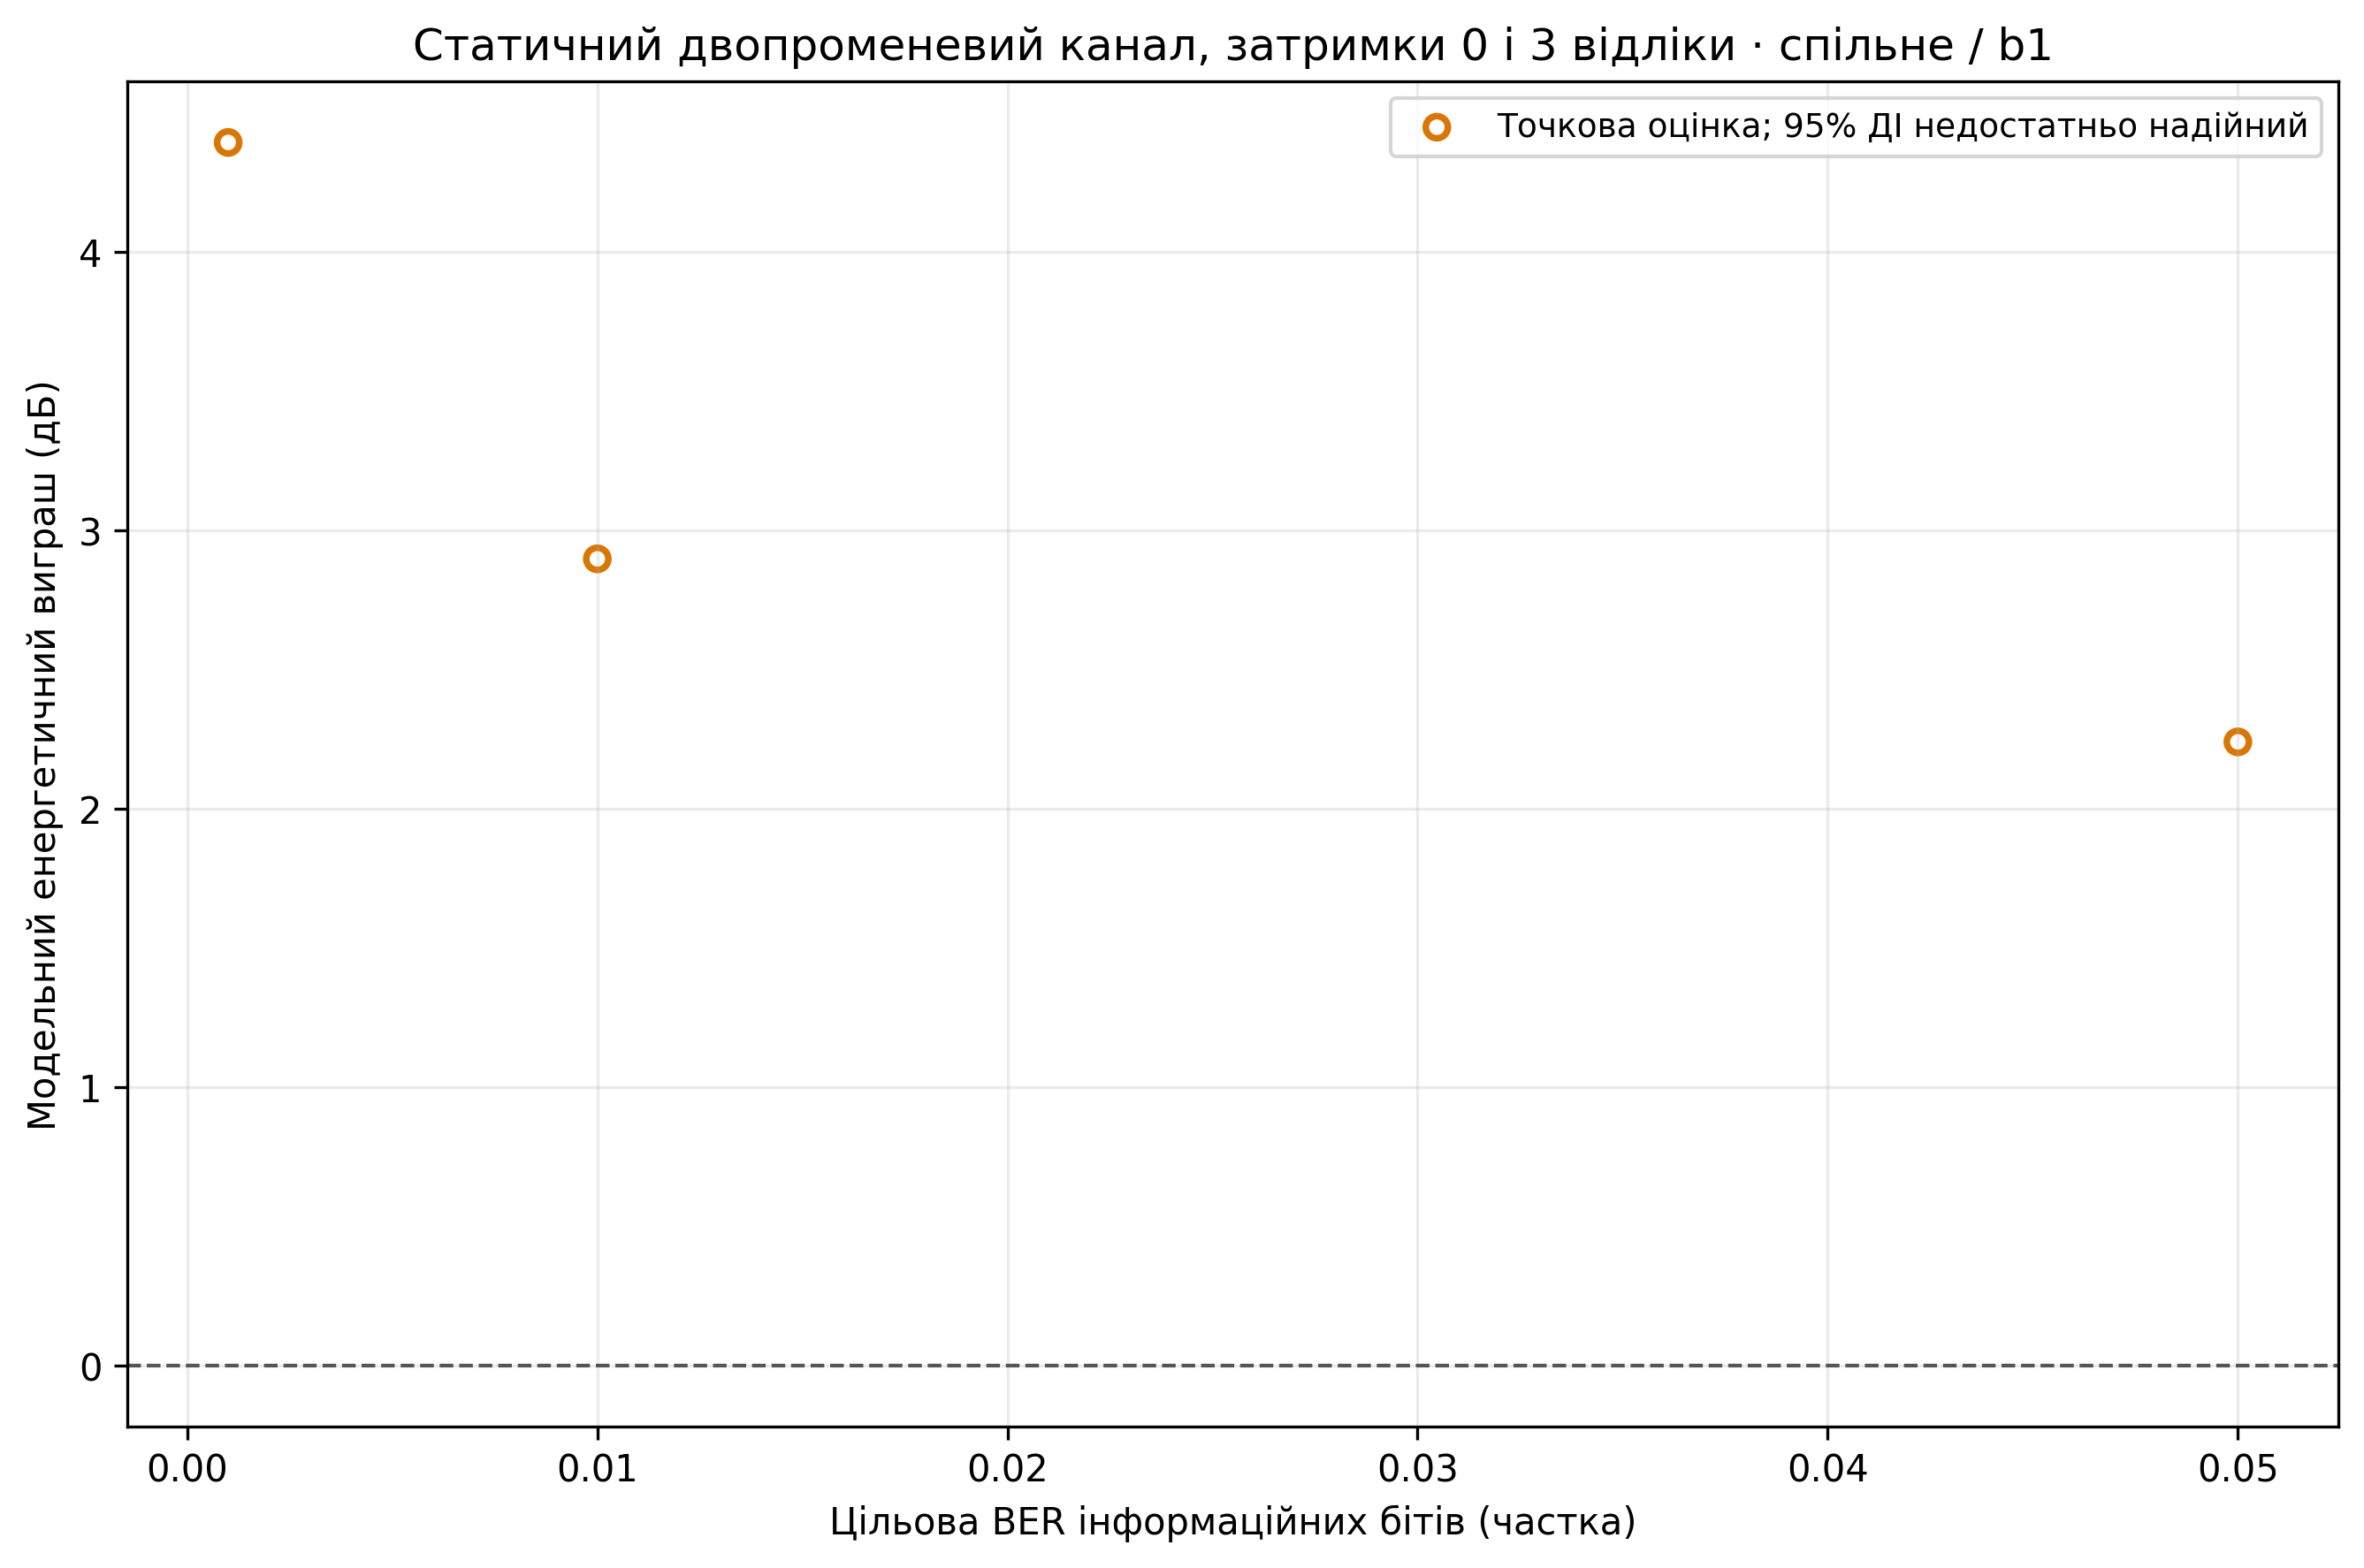 Статичний двопроменевий канал, затримки 0 і 3 відліки · спільне / b1
Точкова оцінка; 95% ДІ недостатньо надійний
Модельний енергетичний виграш (дБ)
4
3
2
1
0
0.00 0.01 0.02 0.03 0.04 0.05
Цільова BER інформаційних бітів (частка)